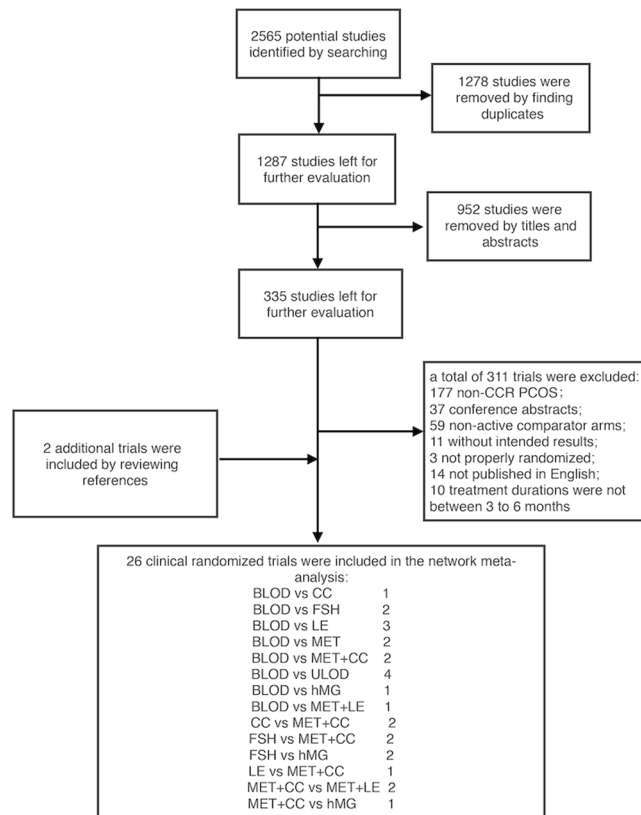 2565 potential studies
identified by searching
1278 studies were
removed by finding
duplicates
1287 studies left for
further evaluation
952 studies were
removed by titles and
abstracts
335 studies left for
further evaluation
a total of 311 trials were excluded:
177 non-CCR PCOS;
37 conference abstracts;
59 non-active comparator arms;
11 without intended results;
3 not properly randomized;
14 not published in English;
10 treatment durations were not
between 3 to 6 months
2 additional trials were
included by reviewing
references
26 clinical randomized trials were included in the network meta-
analysis:
BLOD vs CC 1
BLOD vs FSH 2
BLOD vs LE 3
BLOD vs MET 2
BLOD vs MET+CC 2
BLOD vs ULOD 4
BLOD vs hMG 1
BLOD vs MET+LE 1
CC vs MET+CC 2
FSH vs MET+CC 2
FSH vs hMG 2
LE vs MET+CC 1
MET+CC vs MET+LE 2
MET+CC vs hMG 1